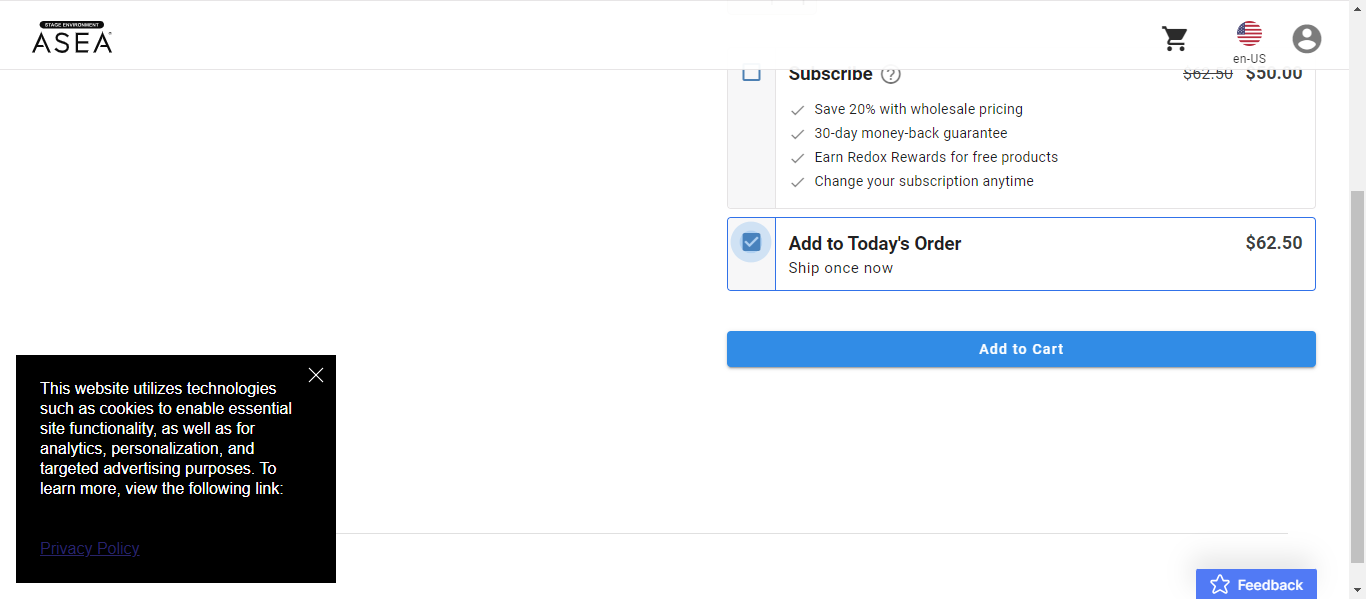 STAGE ENVIRONMENT
ASEA
en-US
Subscribe ? $62.50 $50.00
Save 20% with wholesale pricing
30-day money-back guarantee
Earn Redox Rewards for free products
Change your subscription anytime
Add to Today's Order $62.50
Ship once now
Add to Cart
This website utilizes technologies
such as cookies to enable essential
site functionality, as well as for
analytics, personalization, and
targeted advertising purposes. To
learn more, view the following link:
Privacy Policy
Feedback